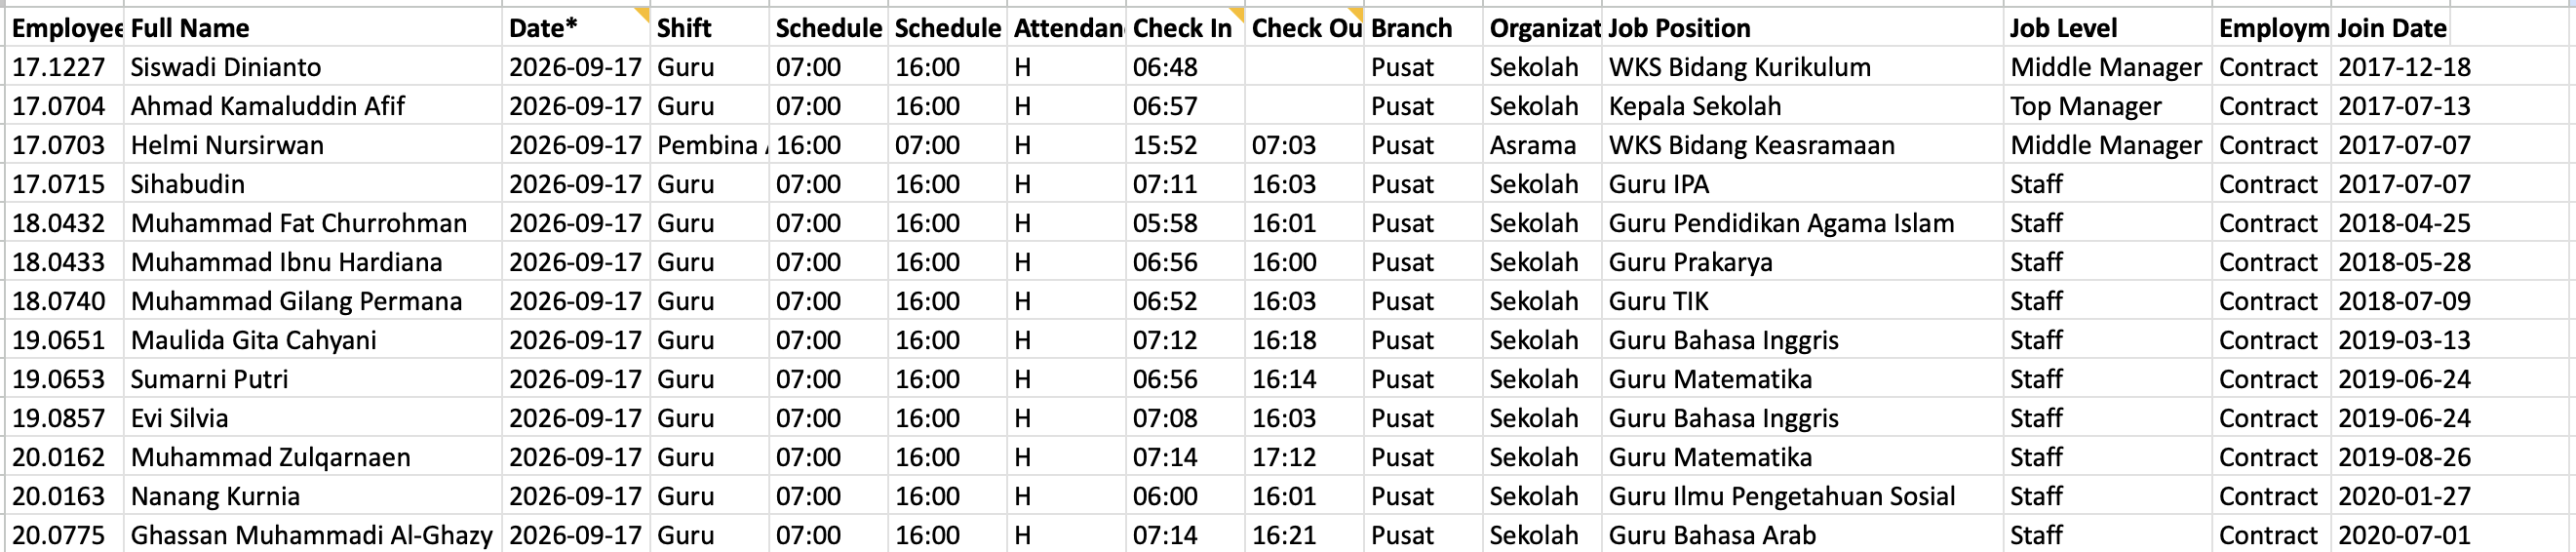 Employee Full Name Date* Shift Schedule Schedule Attendan Check In Check Ou Branch Organizat Job Position Job Level Employm Join Date
17.1227 Siswadi Dinianto 2026-09-17 Guru 07:00 16:00 H 06:48 Pusat Sekolah WKS Bidang Kurikulum Middle Manager Contract 2017-12-18
17.0704 Ahmad Kamaluddin Afif 2026-09-17 Guru 07:00 16:00 H 06:57 Pusat Sekolah Kepala Sekolah Top Manager Contract 2017-07-13
17.0703 Helmi Nursirwan 2026-09-17 Pembina 16:00 07:00 H 15:52 07:03 Pusat Asrama WKS Bidang Keasramaan Middle Manager Contract 2017-07-07
17.0715 Sihabudin 2026-09-17 Guru 07:00 16:00 H 07:11 16:03 Pusat Sekolah Guru IPA Staff Contract 2017-07-07
18.0432 Muhammad Fat Churrohman 2026-09-17 Guru 07:00 16:00 H 05:58 16:01 Pusat Sekolah Guru Pendidikan Agama Islam Staff Contract 2018-04-25
18.0433 Muhammad Ibnu Hardiana 2026-09-17 Guru 07:00 16:00 H 06:56 16:00 Pusat Sekolah Guru Prakarya Staff Contract 2018-05-28
18.0740 Muhammad Gilang Permana 2026-09-17 Guru 07:00 16:00 H 06:52 16:03 Pusat Sekolah Guru TIK Staff Contract 2018-07-09
19.0651 Maulida Gita Cahyani 2026-09-17 Guru 07:00 16:00 H 07:12 16:18 Pusat Sekolah Guru Bahasa Inggris Staff Contract 2019-03-13
19.0653 Sumarni Putri 2026-09-17 Guru 07:00 16:00 H 06:56 16:14 Pusat Sekolah Guru Matematika Staff Contract 2019-06-24
19.0857 Evi Silvia 2026-09-17 Guru 07:00 16:00 H 07:08 16:03 Pusat Sekolah Guru Bahasa Inggris Staff Contract 2019-06-24
20.0162 Muhammad Zulqarnaen 2026-09-17 Guru 07:00 16:00 H 07:14 17:12 Pusat Sekolah Guru Matematika Staff Contract 2019-08-26
20.0163 Nanang Kurnia 2026-09-17 Guru 07:00 16:00 H 06:00 16:01 Pusat Sekolah Guru Ilmu Pengetahuan Sosial Staff Contract 2020-01-27
20.0775 Ghassan Muhammadi Al-Ghazy 2026-09-17 Guru 07:00 16:00 H 07:14 16:21 Pusat Sekolah Guru Bahasa Arab Staff Contract 2020-07-01